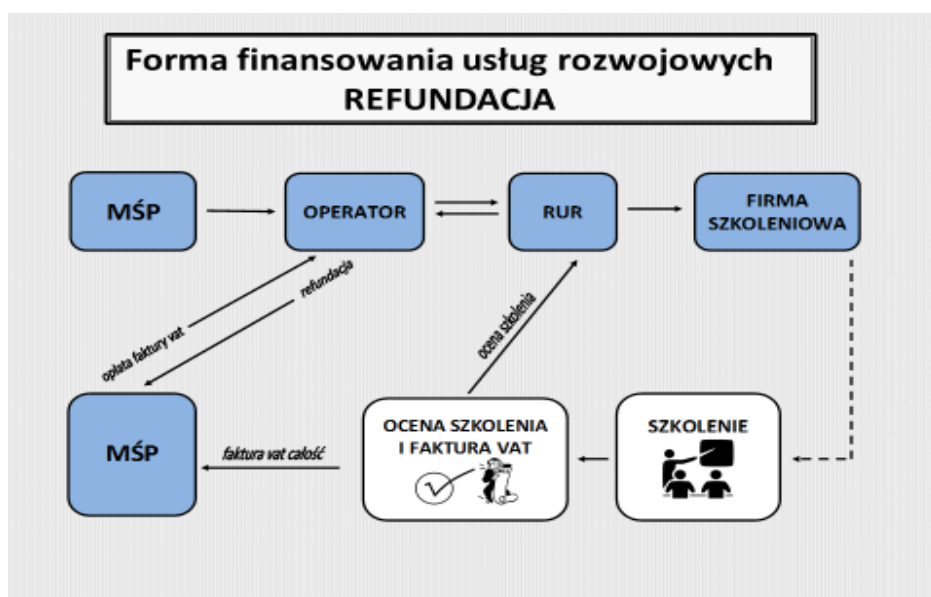 Forma finansowania usług rozwojowych
REFUNDACJA
MŚP
OPERATOR
RUR
FIRMA
SZKOLENIOWA
opłata faktury vat
refundacja
ocena szkolenia
MŚP
faktura vat całość
OCENA SZKOLENIA
I FAKTURA VAT
SZKOLENIE